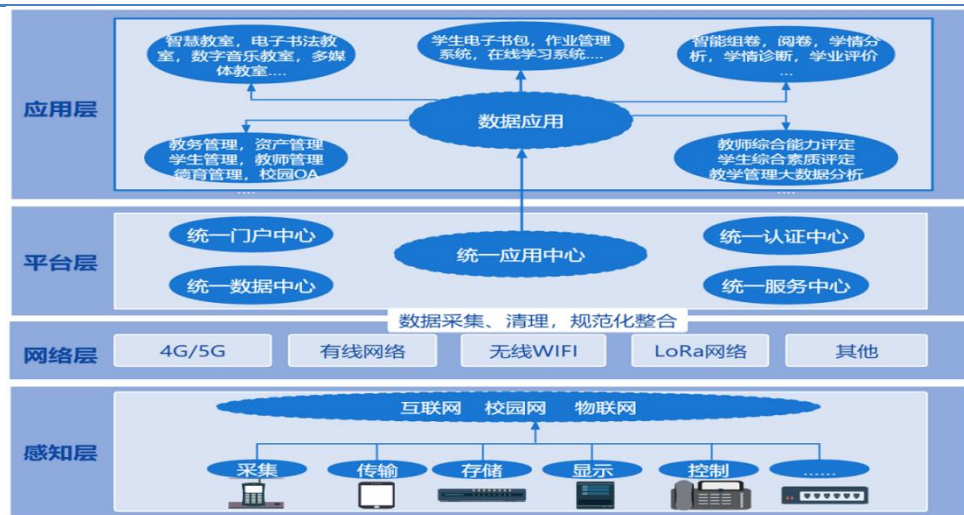 应用层
智慧教室，电子书法教
室，数字音乐教室，多媒
体教室....
学生电子书包，作业管理
系统，在线学习系统....
智能组卷，阅卷，学情分
析，学情诊断，学业评价
...
数据应用
教务管理，资产管理
学生管理，教师管理
德育管理，校园OA
....
教师综合能力评定
学生综合素质评定
教学管理大数据分析
....
平台层
统一门户中心
统一应用中心
统一认证中心
统一数据中心
统一服务中心
数据采集、清理，规范化整合
网络层
4G/5G
有线网络
无线WIFI
LoRa网络
其他
感知层
互联网 校园网 物联网
采集
传输
存储
显示
控制
......